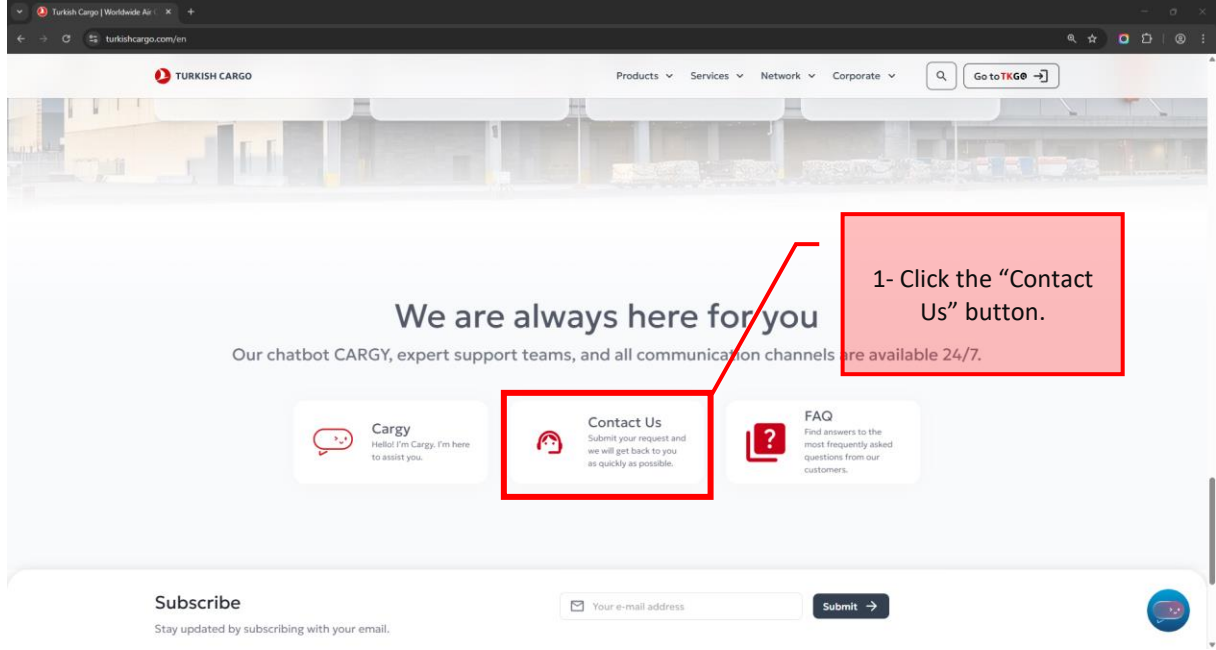 Turkish Cargo | Worldwide Air C
turkishcargo.com/en
TURKISH CARGO
Products
Services
Network
Corporate
Go to TKGO
1- Click the “Contact
Us” button.
We are always here for you
Our chatbot CARGY, expert support teams, and all communication channels are available 24/7.
Cargy
Hello! I'm Cargy, I'm here
to assist you.
Contact Us
Submit your request and
we will get back to you
as quickly as possible.
FAQ
Find answers to the
most frequently asked
questions from our
customers.
Subscribe
Stay updated by subscribing with your email.
Your e-mail address
Submit